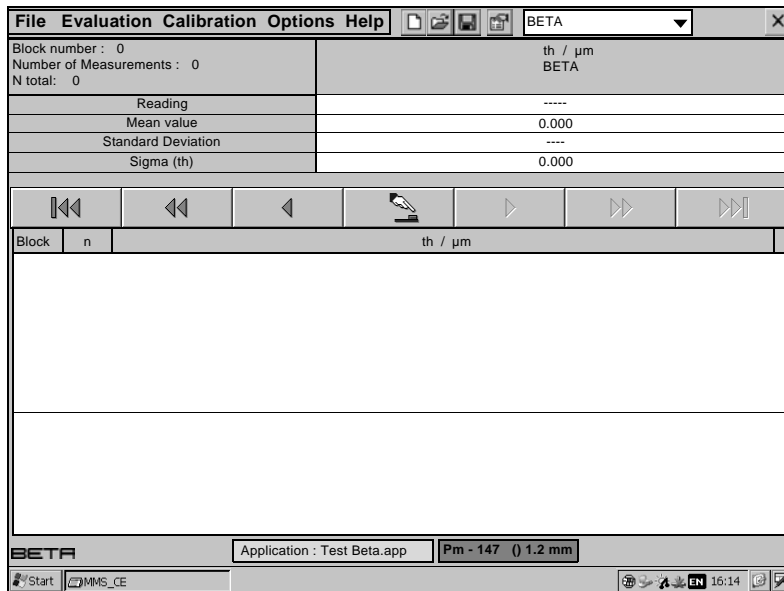 File Evaluation Calibration Options Help BETA
Block number : 0
Number of Measurements : 0
N total: 0
th / µm
BETA
Reading -----
Mean value 0.000
Standard Deviation ----
Sigma (th) 0.000
Block n th / µm
BETA Application : Test Beta.app Pm - 147 () 1.2 mm
Start MMS_CE EN 16:14